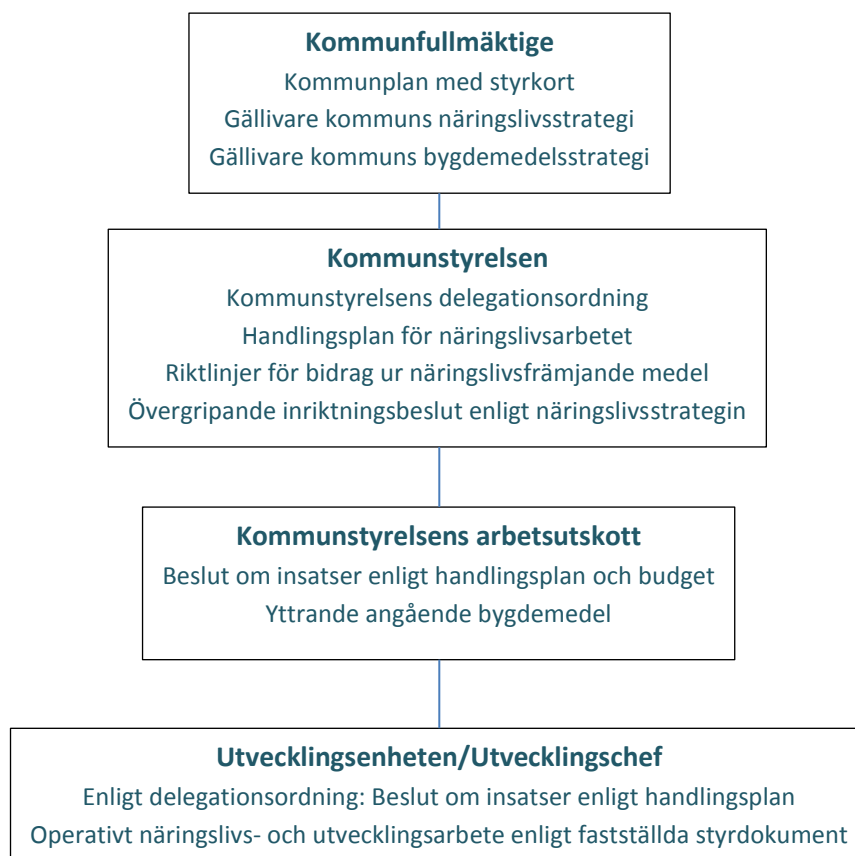 Kommunfullmäktige
Kommunplan med styrkort
Gällivare kommuns näringslivsstrategi
Gällivare kommuns bygdemedelsstrategi
Kommunstyrelsen
Kommunstyrelsens delegationsordning
Handlingsplan för näringslivsarbetet
Riktlinjer för bidrag ur näringslivsfrämjande medel
Övergripande inriktningsbeslut enligt näringslivsstrategin
Kommunstyrelsens arbetsutskott
Beslut om insatser enligt handlingsplan och budget
Yttrande angående bygdemedel
Utvecklingsenheten/Utvecklingschef
Enligt delegationsordning: Beslut om insatser enligt handlingsplan
Operativt näringslivs- och utvecklingsarbete enligt fastställda styrdokument